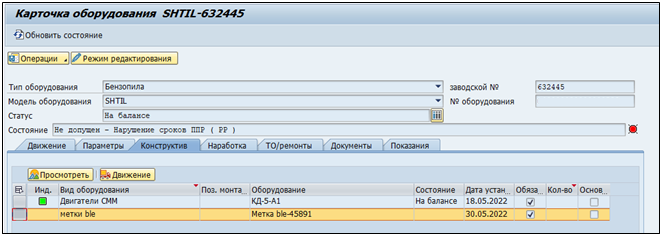 Карточка оборудования SHTIL-632445
Обновить состояние
Операции Режим редактирования
Тип оборудования Бензопила заводской № 632445
Модель оборудования SHTIL № оборудования
Статус На балансе
Состояние Не допущен - Нарушение сроков ППР ( РР )
Движение Параметры Конструктив Наработка ТО/ремонты Документы Показания
Просмотреть Движение
Инд. Вид оборудования Поз. монта... Оборудование Состояние Дата устан... Обяза... Кол-во Основ...
Двигатели СММ КД-5-А1 На балансе 18.05.2022
метки ble Метка ble-45891 30.05.2022